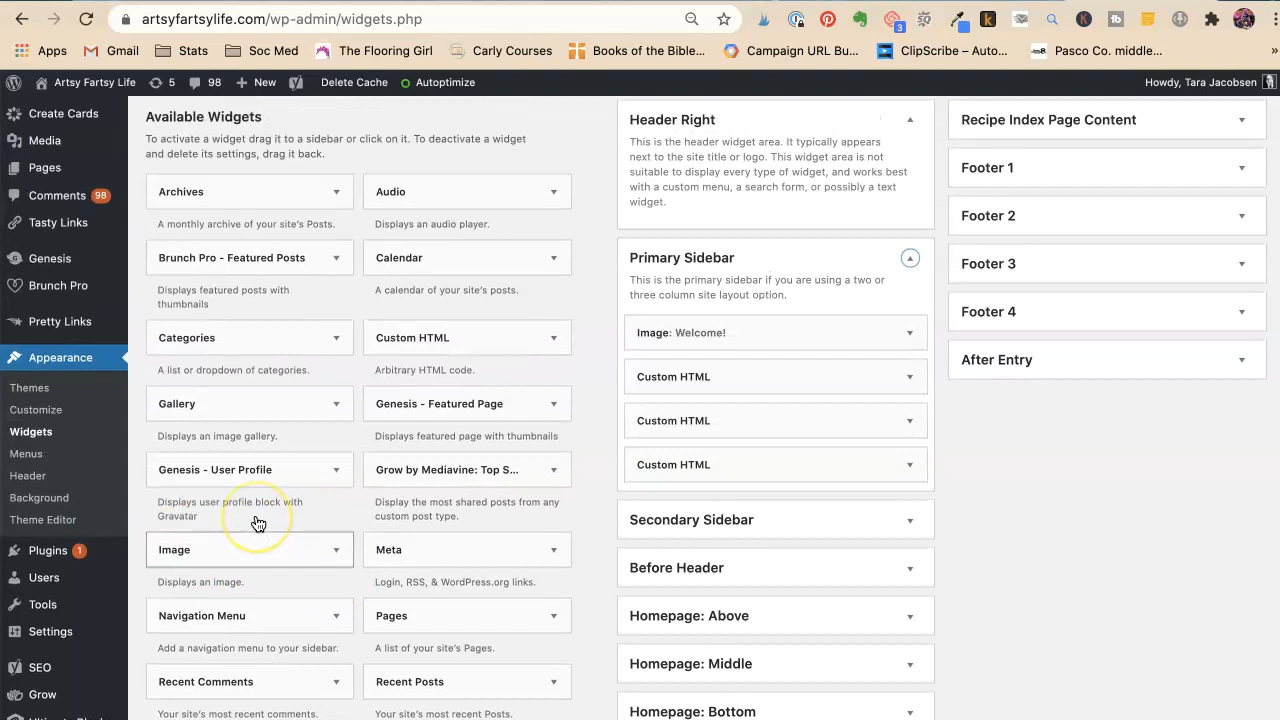 artsyfartsylife.com/wp-admin/widgets.php
3
Apps
Gmail
Stats
Soc Med
The Flooring Girl
Carly Courses
Books of the Bible...
Campaign URL Bu...
ClipScribe – Auto...
Pasco Co. middle...
Artsy Fartsy Life
5
98
New
Delete Cache
Autoptimize
Howdy, Tara Jacobsen
Create Cards
Media
Pages
Comments 98
Tasty Links
Genesis
Brunch Pro
Pretty Links
Appearance
Themes
Customize
Widgets
Menus
Header
Background
Theme Editor
Plugins 1
Users
Tools
Settings
SEO
Grow
Available Widgets
To activate a widget drag it to a sidebar or click on it. To deactivate a widget
and delete its settings, drag it back.
Archives
A monthly archive of your site's Posts.
Audio
Displays an audio player.
Brunch Pro - Featured Posts
Displays featured posts with
thumbnails
Calendar
A calendar of your site's posts.
Categories
A list or dropdown of categories.
Custom HTML
Arbitrary HTML code.
Gallery
Displays an image gallery.
Genesis - Featured Page
Displays featured page with thumbnails
Genesis - User Profile
Displays user profile block with
Gravatar
Grow by Mediavine: Top S...
Display the most shared posts from any
custom post type.
Image
Displays an image.
Meta
Login, RSS, & WordPress.org links.
Navigation Menu
Add a navigation menu to your sidebar.
Pages
A list of your site's Pages.
Recent Comments
Your site's most recent comments.
Recent Posts
Your site's most recent Posts.
Header Right
This is the header widget area. It typically appears
next to the site title or logo. This widget area is not
suitable to display every type of widget, and works best
with a custom menu, a search form, or possibly a text
widget.
Primary Sidebar
This is the primary sidebar if you are using a two or
three column site layout option.
Image: Welcome!
Custom HTML
Custom HTML
Custom HTML
Secondary Sidebar
Before Header
Homepage: Above
Homepage: Middle
Homepage: Bottom
Recipe Index Page Content
Footer 1
Footer 2
Footer 3
Footer 4
After Entry